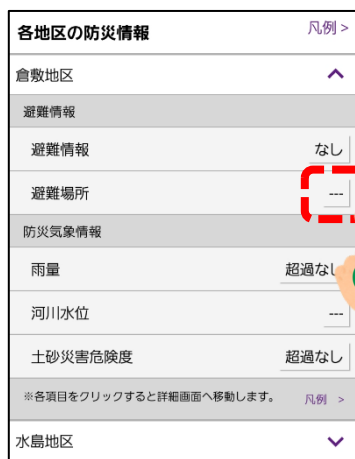 各地区の防災情報 凡例 >
倉敷地区
避難情報
避難情報 なし
避難場所 ---
防災気象情報
雨量 超過なし
河川水位 ---
土砂災害危険度 超過なし
※各項目をクリックすると詳細画面へ移動します。 凡例 >
水島地区